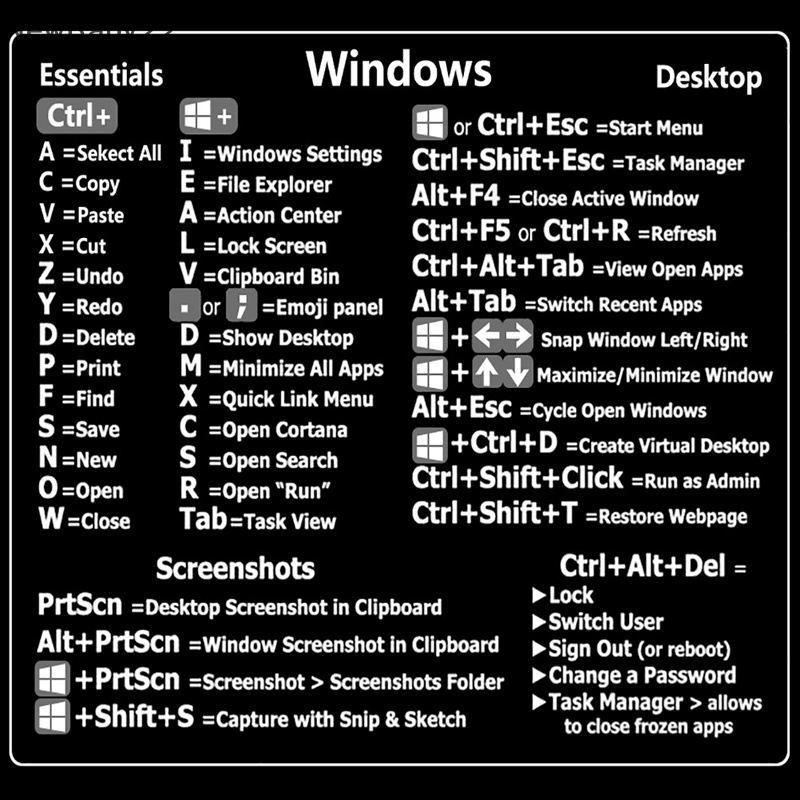 Windows
Essentials
Ctrl+
A =Sekect All
C =Copy
V =Paste
X =Cut
Z =Undo
Y =Redo
D =Delete
P =Print
F =Find
S =Save
N =New
O =Open
W =Close
+
I =Windows Settings
E =File Explorer
A =Action Center
L =Lock Screen
V =Clipboard Bin
. or ; =Emoji panel
D =Show Desktop
M =Minimize All Apps
X =Quick Link Menu
C =Open Cortana
S =Open Search
R =Open “Run”
Tab =Task View
Desktop
or Ctrl+Esc =Start Menu
Ctrl+Shift+Esc =Task Manager
Alt+F4 =Close Active Window
Ctrl+F5 or Ctrl+R =Refresh
Ctrl+Alt+Tab =View Open Apps
Alt+Tab =Switch Recent Apps
+ ←→ Snap Window Left/Right
+ ↑↓ Maximize/Minimize Window
Alt+Esc =Cycle Open Windows
+Ctrl+D =Create Virtual Desktop
Ctrl+Shift+Click =Run as Admin
Ctrl+Shift+T =Restore Webpage
Screenshots
PrtScn =Desktop Screenshot in Clipboard
Alt+PrtScn =Window Screenshot in Clipboard
+PrtScn =Screenshot > Screenshots Folder
+Shift+S =Capture with Snip & Sketch
Ctrl+Alt+Del =
▶Lock
▶Switch User
▶Sign Out (or reboot)
▶Change a Password
▶Task Manager > allows
to close frozen apps